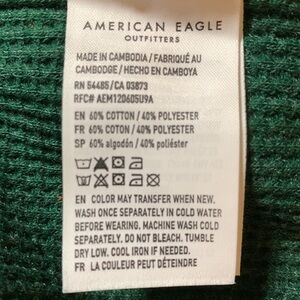 AMERICAN EAGLE
OUTFITTERS
MADE IN CAMBODIA / FABRIQUÉ AU
CAMBODGE / HECHO EN CAMBOYA
RN 54485/CA 03873
RFC# AEM120605U9A
EN 60% COTTON / 40% POLYESTER
FR 60% COTON / 40% POLYESTER
SP 60% algodón / 40% poliéster
EN COLOR MAY TRANSFER WHEN NEW.
WASH ONCE SEPARATELY IN COLD WATER
BEFORE WEARING. MACHINE WASH COLD
SEPARATELY. DO NOT BLEACH. TUMBLE
DRY LOW. COOL IRON IF NEEDED.
FR LA COULEUR PEUT DÉTEINDRE